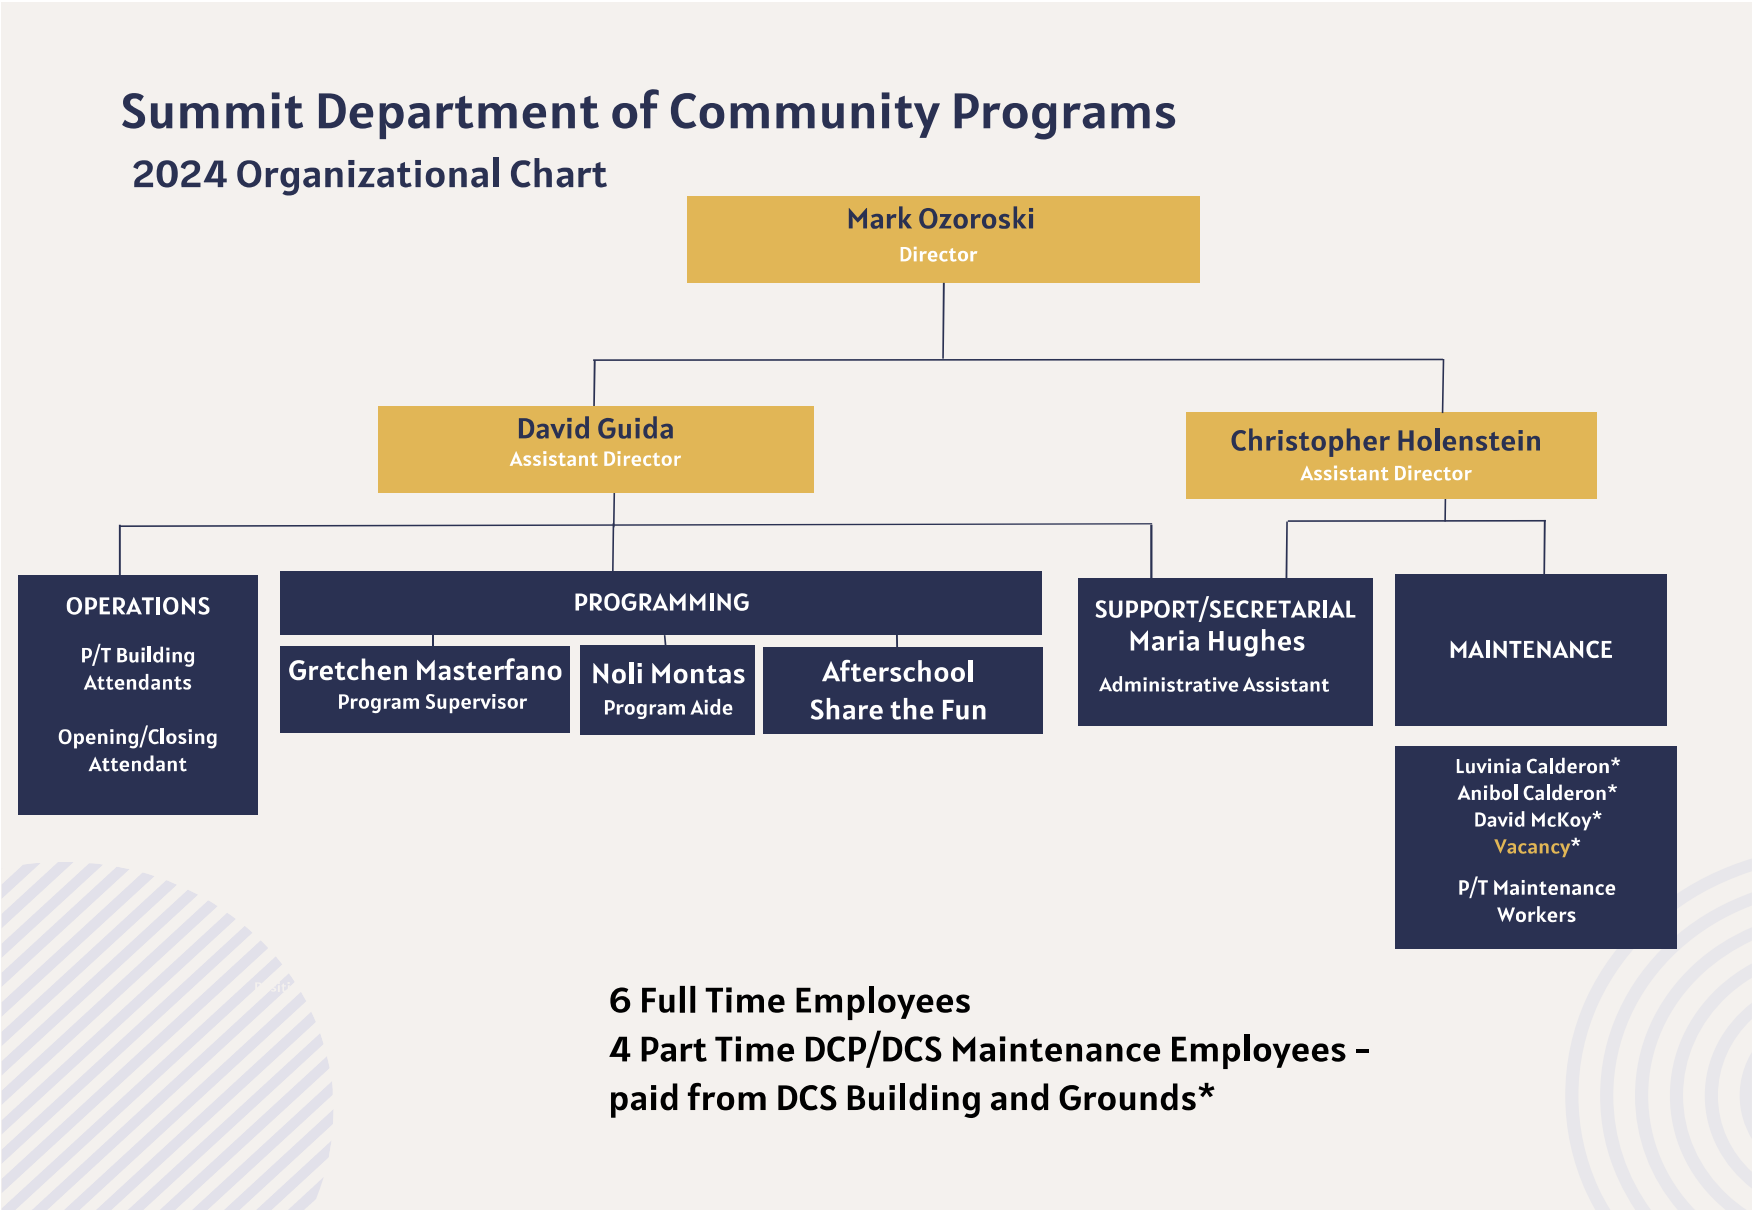 Summit Department of Community Programs
2024 Organizational Chart
Mark Ozoroski
Director
David Guida
Assistant Director
Christopher Holenstein
Assistant Director
OPERATIONS
P/T Building
Attendants
Opening/Closing
Attendant
PROGRAMMING
Gretchen Masterfano
Program Supervisor
Noli Montas
Program Aide
Afterschool
Share the Fun
SUPPORT/SECRETARIAL
Maria Hughes
Administrative Assistant
MAINTENANCE
Luvinia Calderon*
Anibol Calderon*
David McKoy*
Vacancy*
P/T Maintenance
Workers
6 Full Time Employees
4 Part Time DCP/DCS Maintenance Employees -
paid from DCS Building and Grounds*